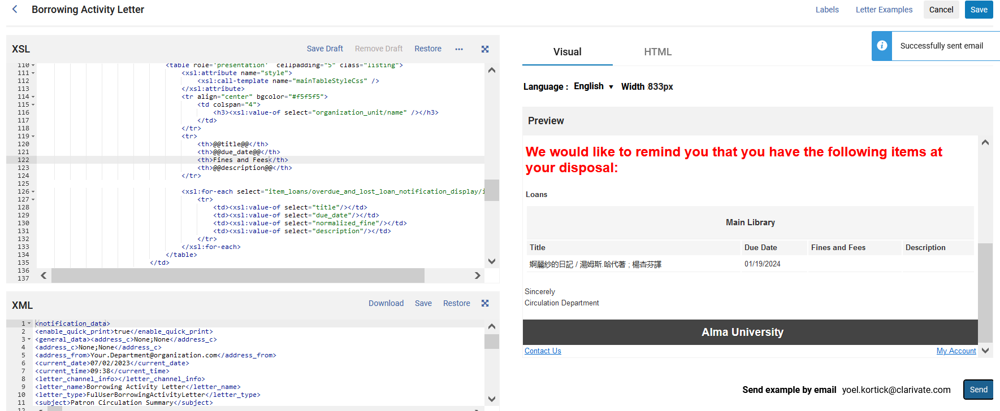 Borrowing Activity Letter
Labels
Letter Examples
Cancel
Save
XSL
Save Draft
Remove Draft
Restore
110 <table role='presentation'  cellpadding="5" class="listing">
111 <xsl:attribute name="style">
112 <xsl:call-template name="mainTableStyleCss" />
113 </xsl:attribute>
114 <tr align="center" bgcolor="#f5f5f5">
115 <td colspan="4">
116 <h3><xsl:value-of select="organization_unit/name" /></h3>
117 </td>
118 </tr>
119 <tr>
120 <th>@@title@@</th>
121 <th>@@due_date@@</th>
122 <th>Fines and Fees</th>
123 <th>@@description@@</th>
124 </tr>
125
126 <xsl:for-each select="item_loans/overdue_and_lost_loan_notification_display/i
127 <tr>
128 <td><xsl:value-of select="title"/></td>
129 <td><xsl:value-of select="due_date"/></td>
130 <td><xsl:value-of select="normalized_fine"/></td>
131 <td><xsl:value-of select="description"/></td>
132 </tr>
133 </xsl:for-each>
134 </table>
135 </td>
136
137
XML
Download
Save
Restore
1 <notification_data>
2 <enable_quick_print>true</enable_quick_print>
3 <general_data><address_c>None;None</address_c>
4 <address_c>None;None</address_c>
5 <address_from>Your.Department@organization.com</address_from>
6 <current_date>07/02/2023</current_date>
7 <current_time>09:38</current_time>
8 <letter_channel_info></letter_channel_info>
9 <letter_name>Borrowing Activity Letter</letter_name>
10 <letter_type>FulUserBorrowingActivityLetter</letter_type>
11 <subject>Patron Circulation Summary</subject>
12
Visual
HTML
Successfully sent email
Language : English Width 833px
Preview
We would like to remind you that you have the following items at
your disposal:
Loans
Main Library
Title Due Date Fines and Fees Description
婀麗紗的日記 / 湯姆斯.哈代著 ; 楊杏芬譯 01/19/2024
Sincerely
Circulation Department
Alma University
Contact Us
My Account
Send example by email yoel.kortick@clarivate.com Send